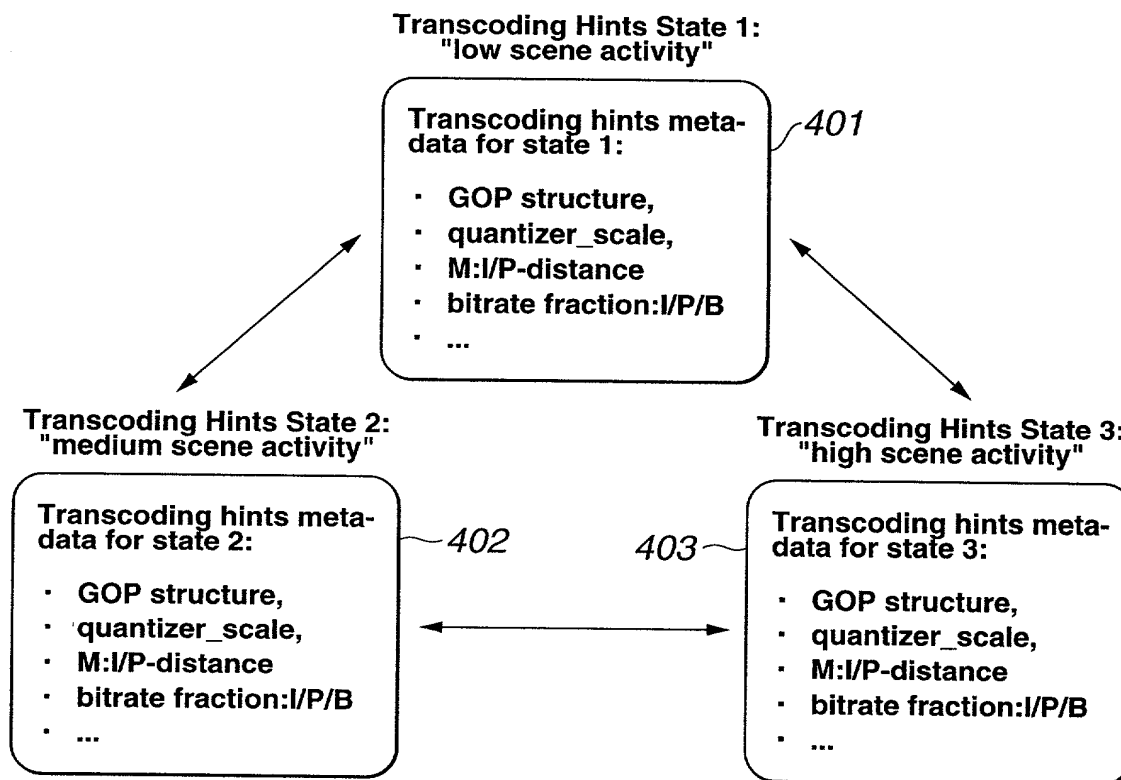 Transcoding Hints State 1:
"low scene activity"
Transcoding hints meta-
data for state 1:
· GOP structure,
· quantizer_scale,
· M:I/P-distance
· bitrate fraction:I/P/B
· ...
401
Transcoding Hints State 2:
"medium scene activity"
Transcoding hints meta-
data for state 2:
· GOP structure,
· quantizer_scale,
· M:I/P-distance
· bitrate fraction:I/P/B
· ...
402
Transcoding Hints State 3:
"high scene activity"
403
Transcoding hints meta-
data for state 3:
· GOP structure,
· quantizer_scale,
· M:I/P-distance
· bitrate fraction:I/P/B
· ...